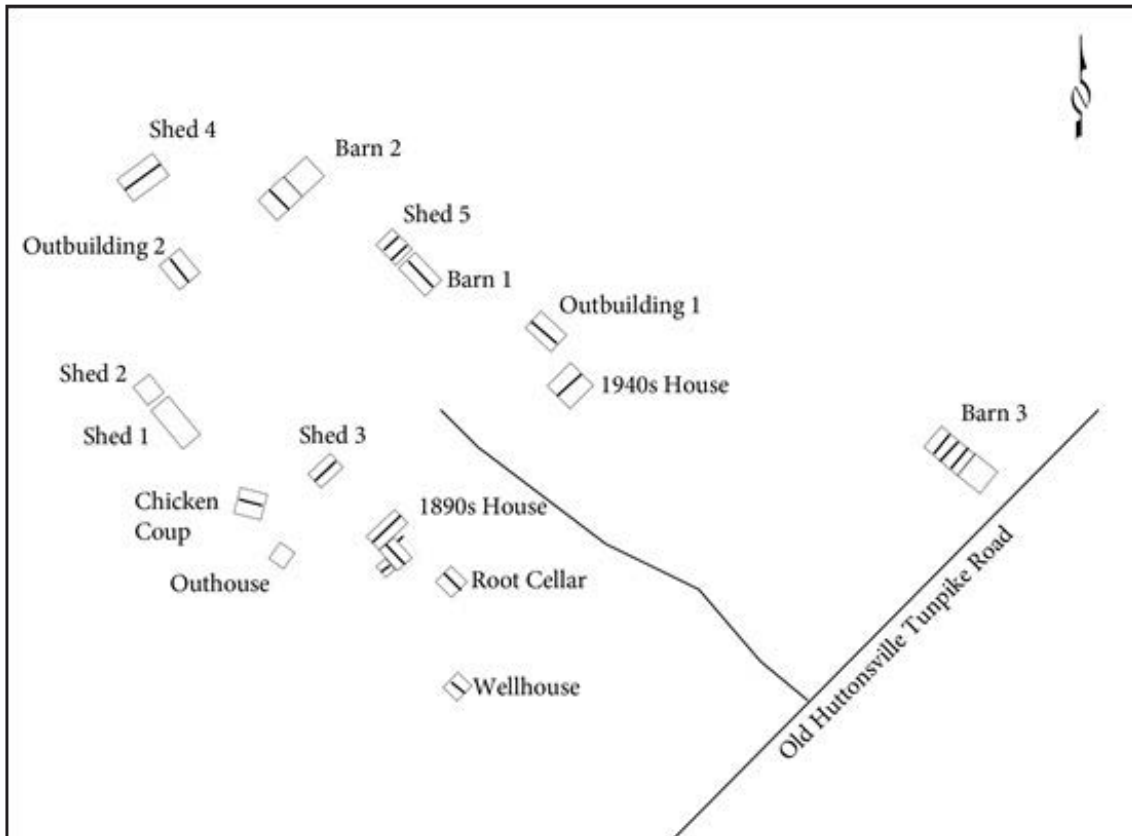 Shed 4
Barn 2
Shed 5
Outbuilding 2
Barn 1
Outbuilding 1
Shed 2
1940s House
Shed 1
Shed 3
Barn 3
Chicken
Coup
1890s House
Outhouse
Root Cellar
Wellhouse
Old Huttonsville Tunpike Road